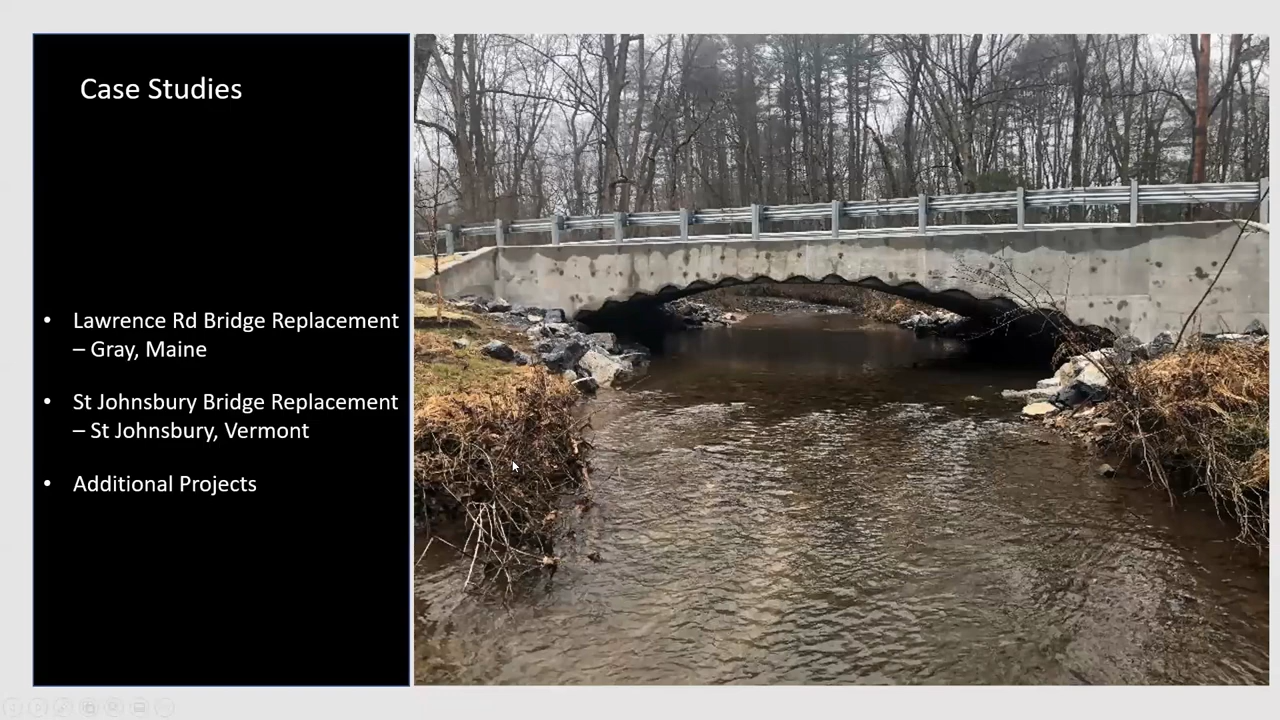 Case Studies
• Lawrence Rd Bridge Replacement
– Gray, Maine
• St Johnsbury Bridge Replacement
– St Johnsbury, Vermont
• Additional Projects